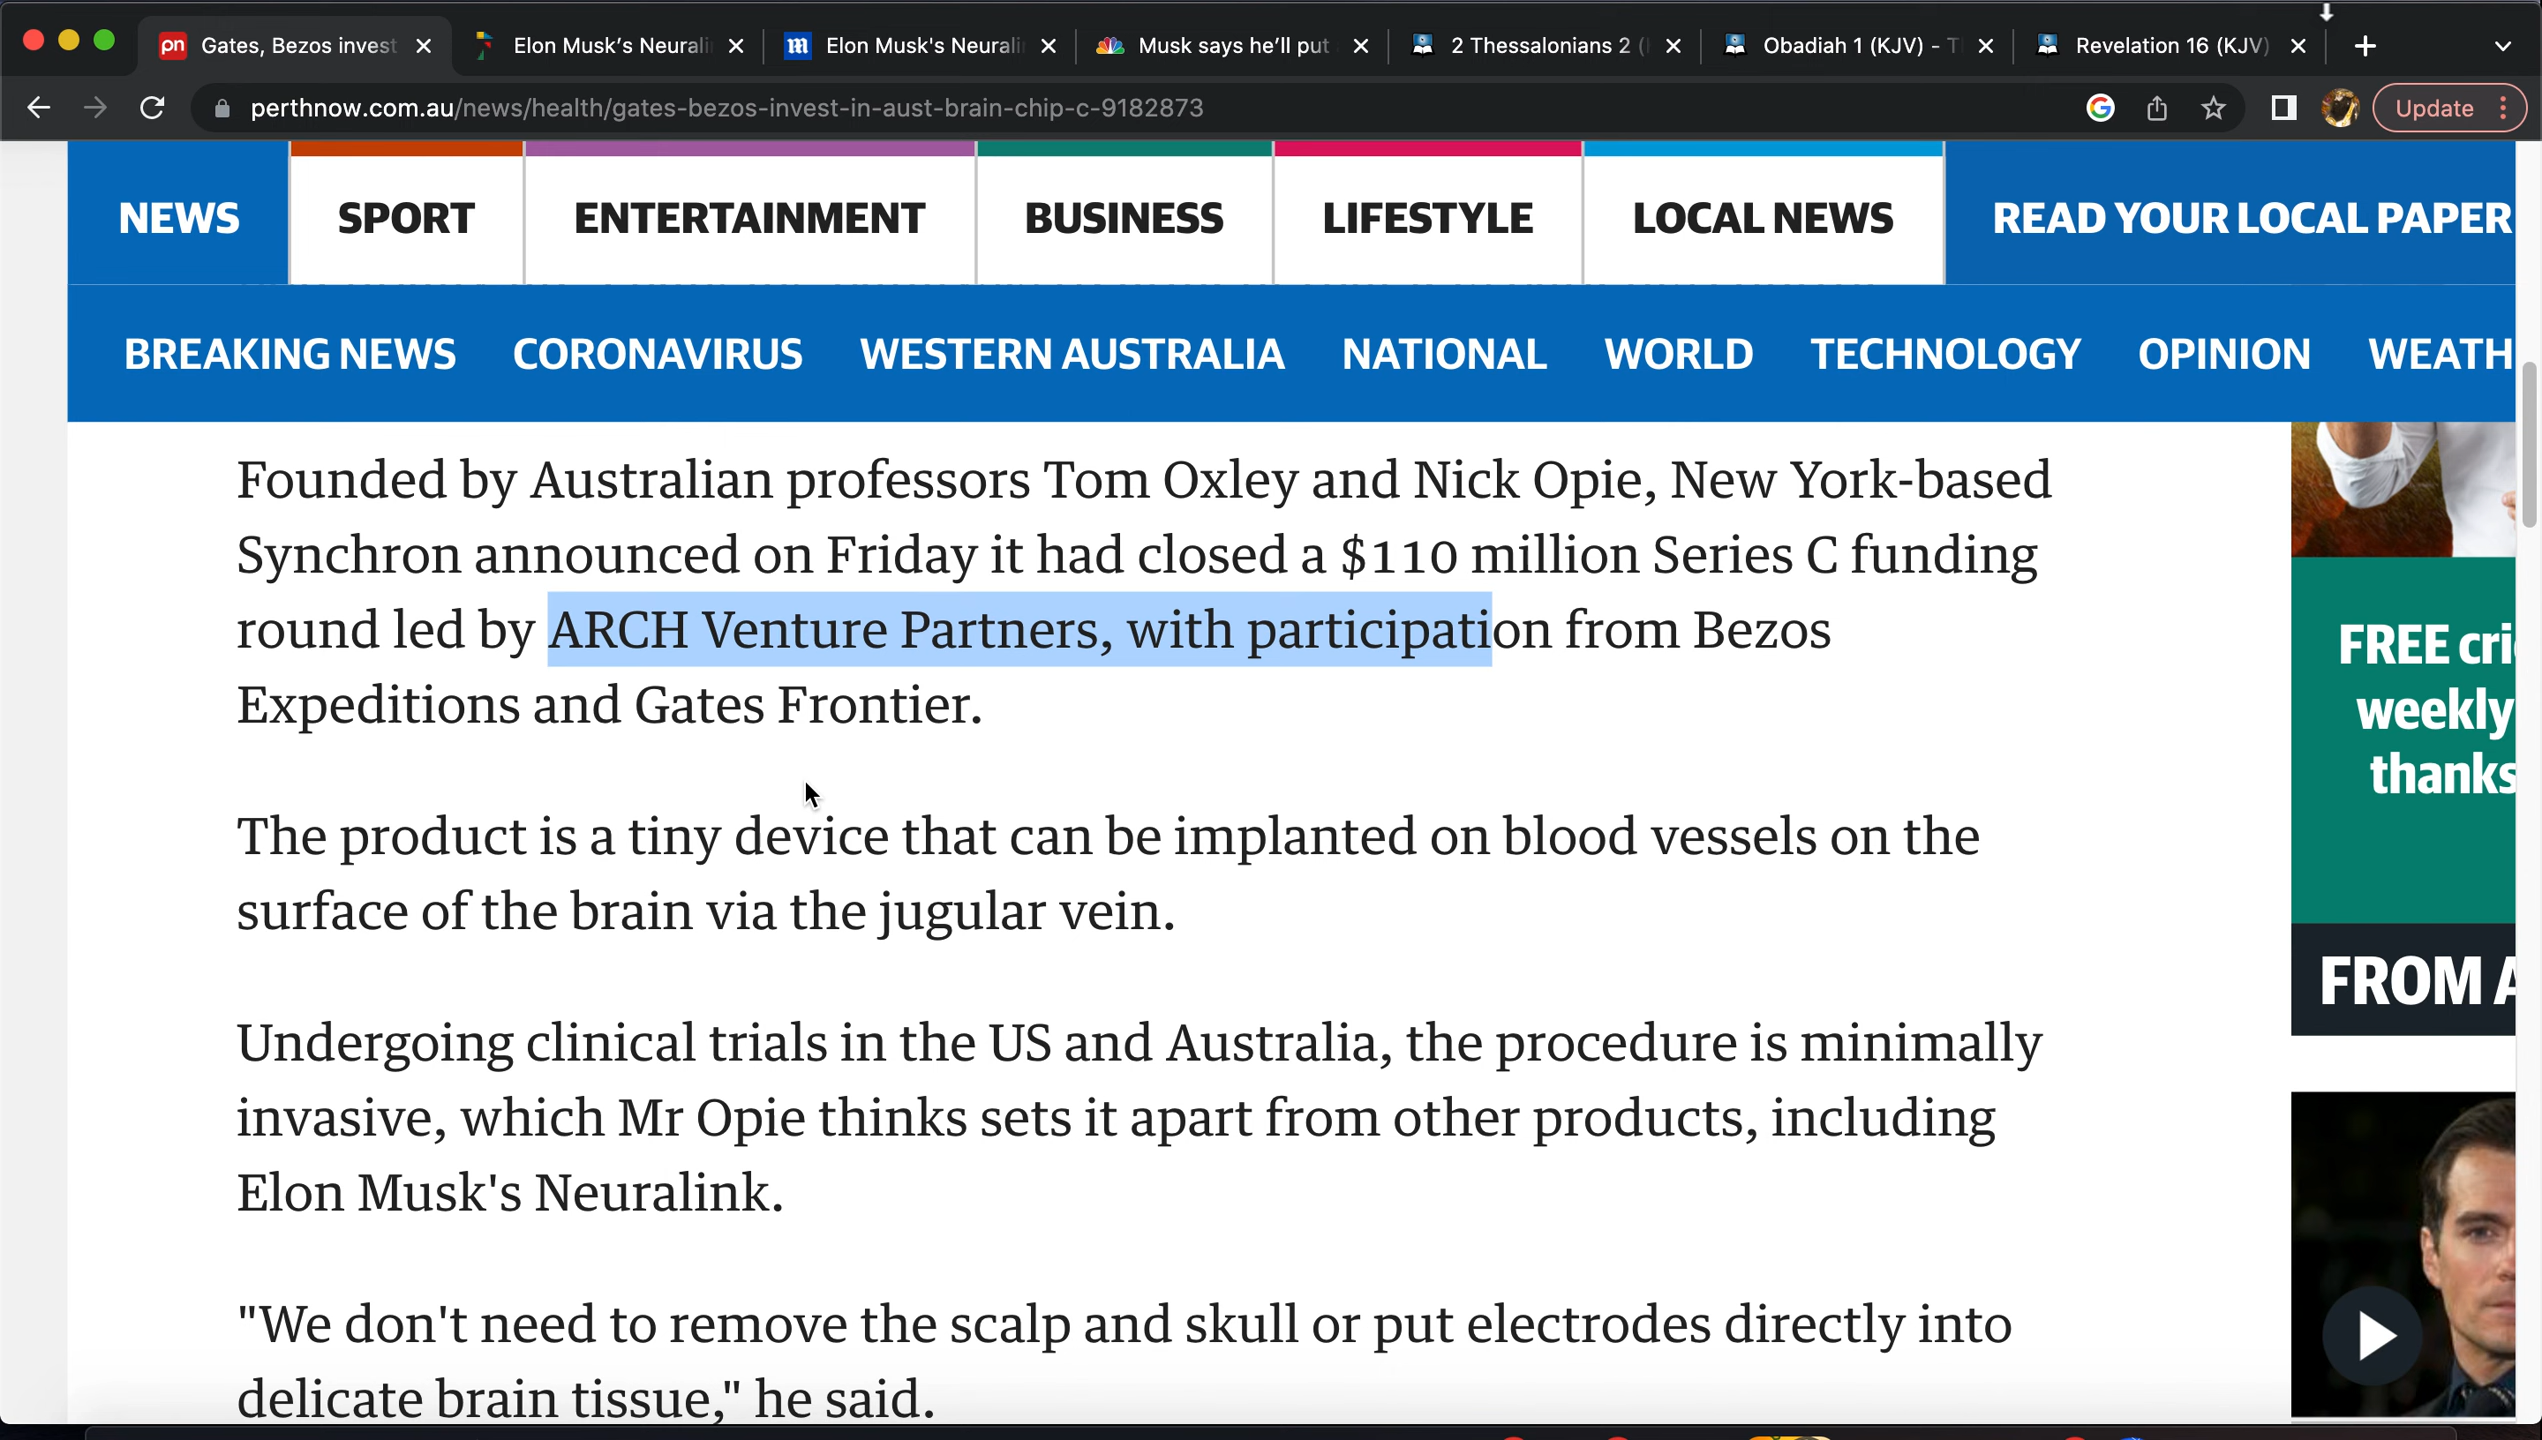 Gates, Bezos invest
Elon Musk's Neurali
Elon Musk's Neurali
Musk says he'll put
2 Thessalonians 2 (
Obadiah 1 (KJV) - T
Revelation 16 (KJV)
perthnow.com.au/news/health/gates-bezos-invest-in-aust-brain-chip-c-9182873
Update
NEWS
SPORT
ENTERTAINMENT
BUSINESS
LIFESTYLE
LOCAL NEWS
READ YOUR LOCAL PAPER
BREAKING NEWS
CORONAVIRUS
WESTERN AUSTRALIA
NATIONAL
WORLD
TECHNOLOGY
OPINION
WEATH
Founded by Australian professors Tom Oxley and Nick Opie, New York-based
Synchron announced on Friday it had closed a $110 million Series C funding
round led by ARCH Venture Partners, with participation from Bezos
Expeditions and Gates Frontier.
The product is a tiny device that can be implanted on blood vessels on the
surface of the brain via the jugular vein.
Undergoing clinical trials in the US and Australia, the procedure is minimally
invasive, which Mr Opie thinks sets it apart from other products, including
Elon Musk's Neuralink.
"We don't need to remove the scalp and skull or put electrodes directly into
delicate brain tissue," he said.
FREE cri
weekly
thanks
FROM A